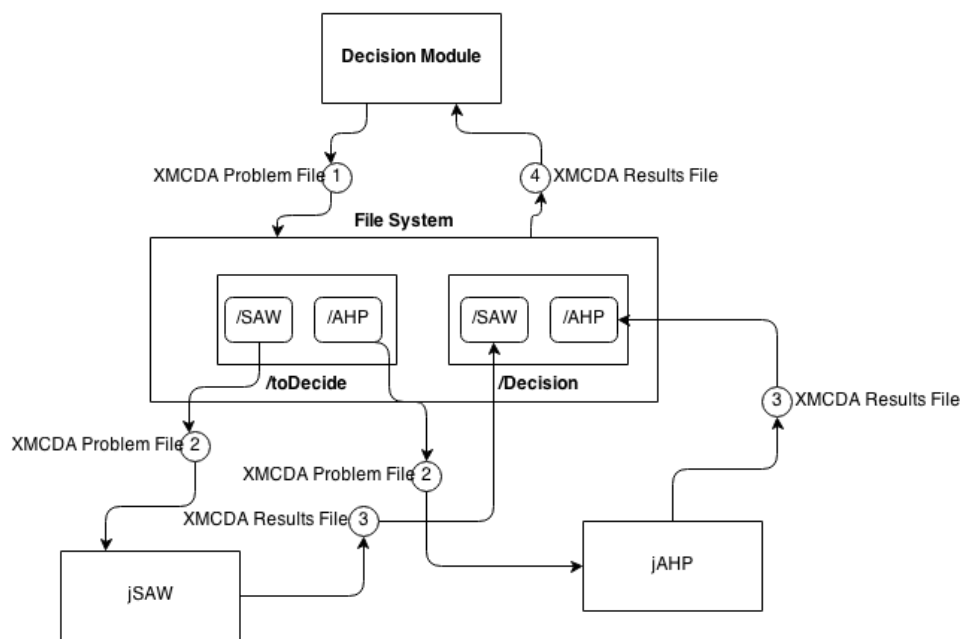 Decision Module
XMCDA Problem File 1
4 XMCDA Results File
File System
/SAW
/AHP
/SAW
/AHP
/toDecide
/Decision
3 XMCDA Results File
XMCDA Problem File 2
XMCDA Problem File 2
XMCDA Results File 3
jSAW
jAHP